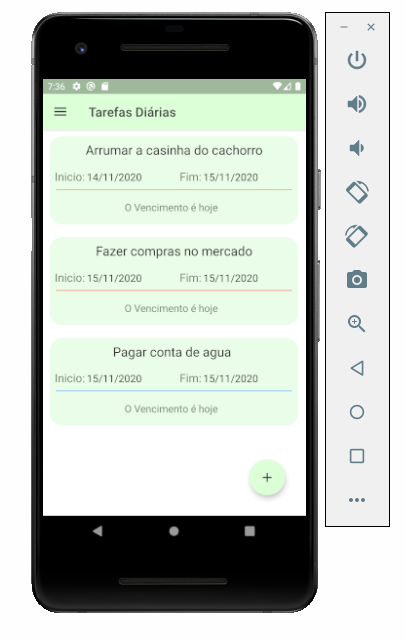 7:36
Tarefas Diárias
Arrumar a casinha do cachorro
Inicio: 14/11/2020 Fim: 15/11/2020
O Vencimento é hoje
Fazer compras no mercado
Inicio: 15/11/2020 Fim: 15/11/2020
O Vencimento é hoje
Pagar conta de agua
Inicio: 15/11/2020 Fim: 15/11/2020
O Vencimento é hoje